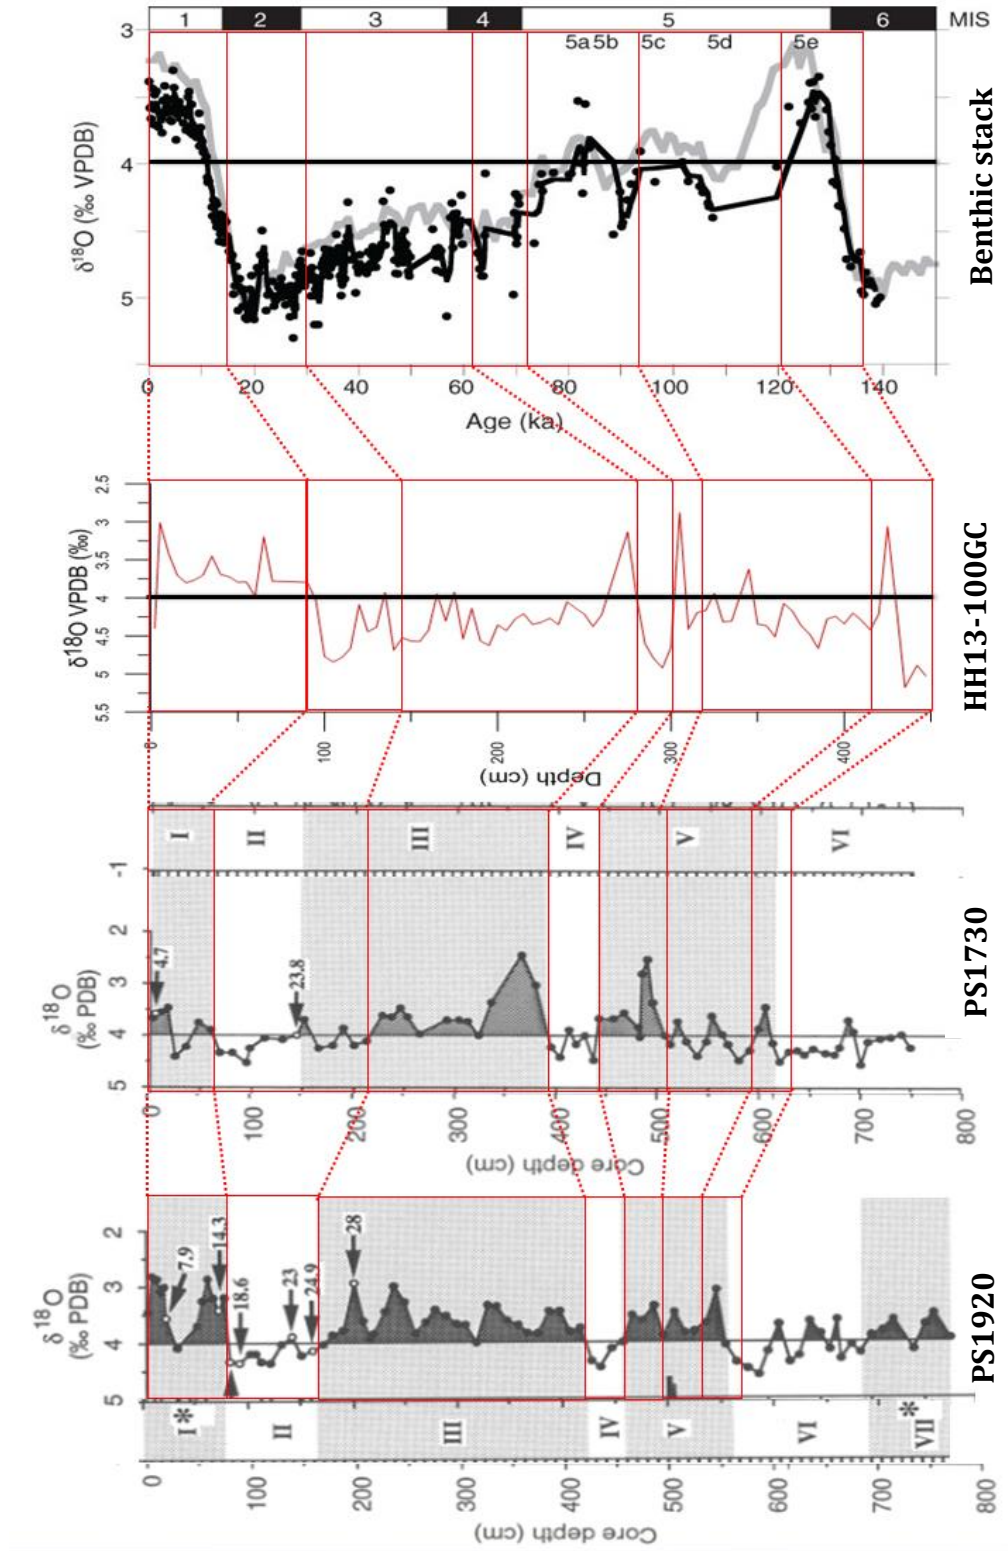 1 2 3 4 5 6 MIS
5a 5b 5c 5d 5e
3
4
5
δ¹⁸O (‰ VPDB)
0 20 40 60 80 100 120 140
Age (ka)
Benthic stack
2.5
3
3.5
4
4.5
5
5.5
δ¹⁸O VPDB (‰)
0 100 200 300 400
Depth (cm)
HH13-100GC
I II III IV V VI
-1
2
3
4
5
δ ¹⁸O
(‰ PDB)
4.7
23.8
0 100 200 300 400 500 600 700 800
Core depth (cm)
PS1730
2
3
4
5
δ ¹⁸O
(‰ PDB)
7.9
14.3
18.6
23
24.9
28
I* II III IV V VI VII*
0 100 200 300 400 500 600 700 800
Core depth (cm)
PS1920